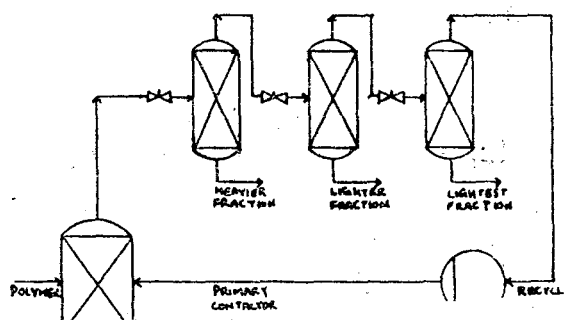 HEAVIER
FRACTION
LIGHTER
FRACTION
LIGHTEST
FRACTION
POLYMER
PRIMARY
CONTACTOR
RECYCLE